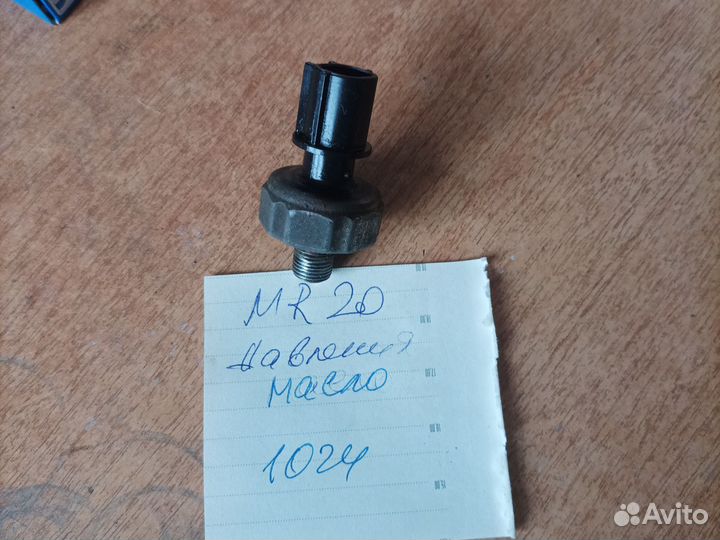 MR 20
давления
масло
1024
Avito